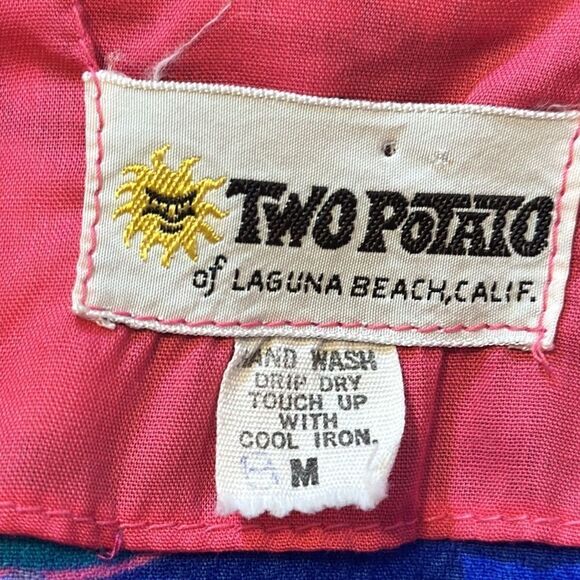 TWO POTATO
of LAGUNA BEACH, CALIF.
HAND WASH
DRIP DRY
TOUCH UP
WITH
COOL IRON.
M